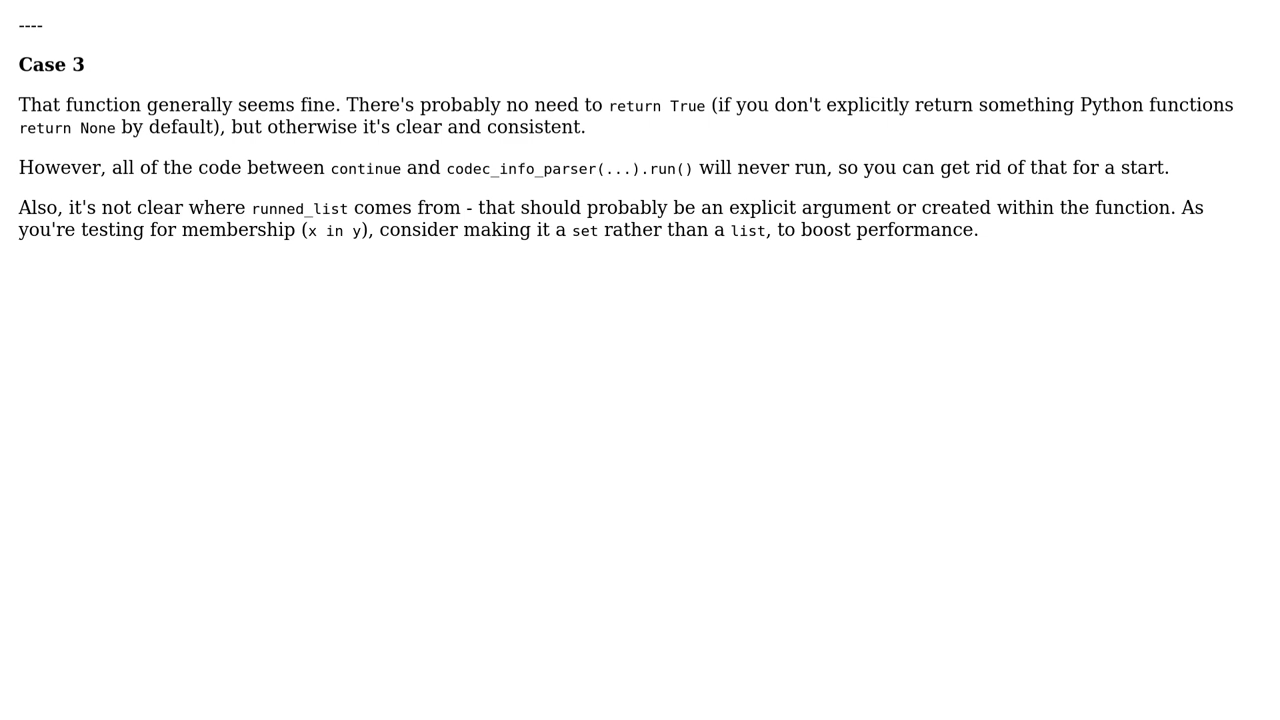 ----
Case 3
That function generally seems fine. There's probably no need to return True (if you don't explicitly return something Python functions
return None by default), but otherwise it's clear and consistent.
However, all of the code between continue and codec_info_parser(...).run() will never run, so you can get rid of that for a start.
Also, it's not clear where runned_list comes from - that should probably be an explicit argument or created within the function. As
you're testing for membership (x in y), consider making it a set rather than a list, to boost performance.